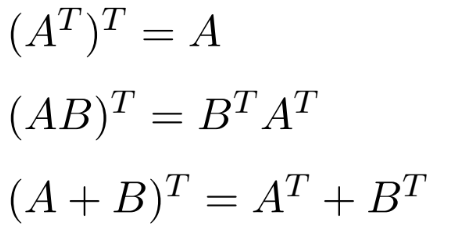 (A^T)^T = A
(AB)^T = B^T A^T
(A + B)^T = A^T + B^T